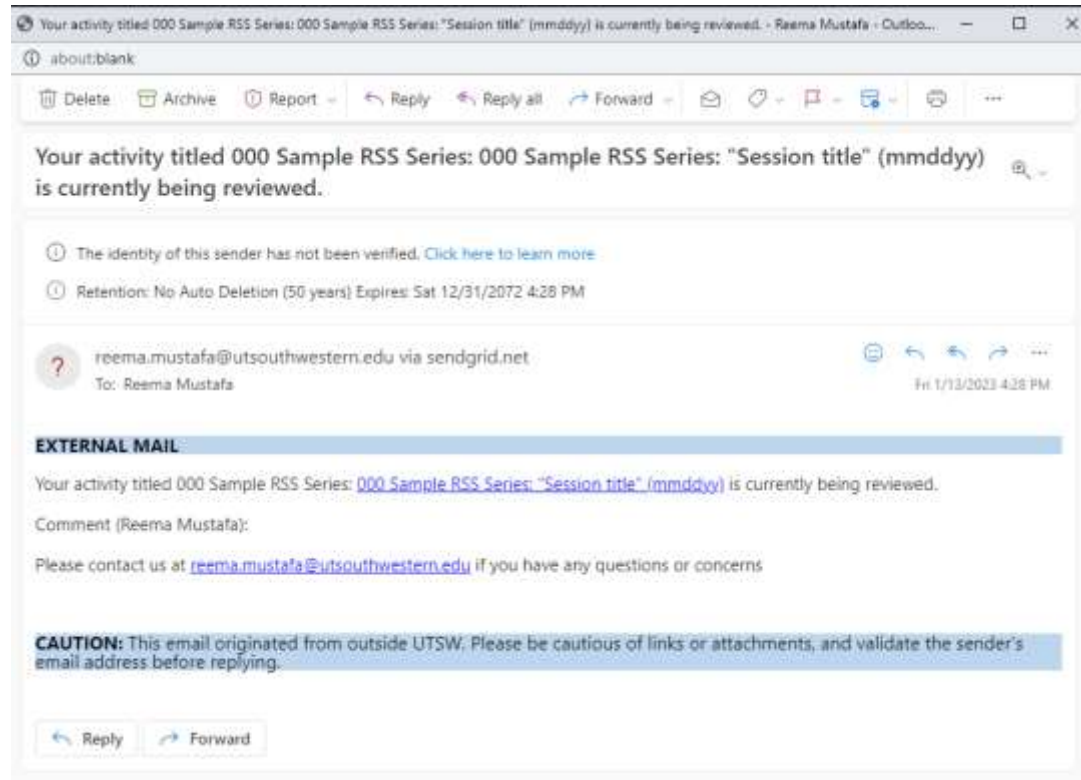 Your activity titled 000 Sample RSS Series: 000 Sample RSS Series: "Session title" (mmddyy) is currently being reviewed. - Reema Mustafa - Outloo...
about:blank
Delete Archive Report Reply Reply all Forward ...
Your activity titled 000 Sample RSS Series: 000 Sample RSS Series: "Session title" (mmddyy)
is currently being reviewed.
The identity of this sender has not been verified. Click here to learn more
Retention: No Auto Deletion (50 years) Expires: Sat 12/31/2072 4:28 PM
?
reema.mustafa@utsouthwestern.edu via sendgrid.net
To: Reema Mustafa
Fri 1/13/2023 4:28 PM
EXTERNAL MAIL
Your activity titled 000 Sample RSS Series: 000 Sample RSS Series: "Session title" (mmddyy) is currently being reviewed.
Comment (Reema Mustafa):
Please contact us at reema.mustafa@utsouthwestern.edu if you have any questions or concerns
CAUTION: This email originated from outside UTSW. Please be cautious of links or attachments, and validate the sender's
email address before replying.
Reply Forward